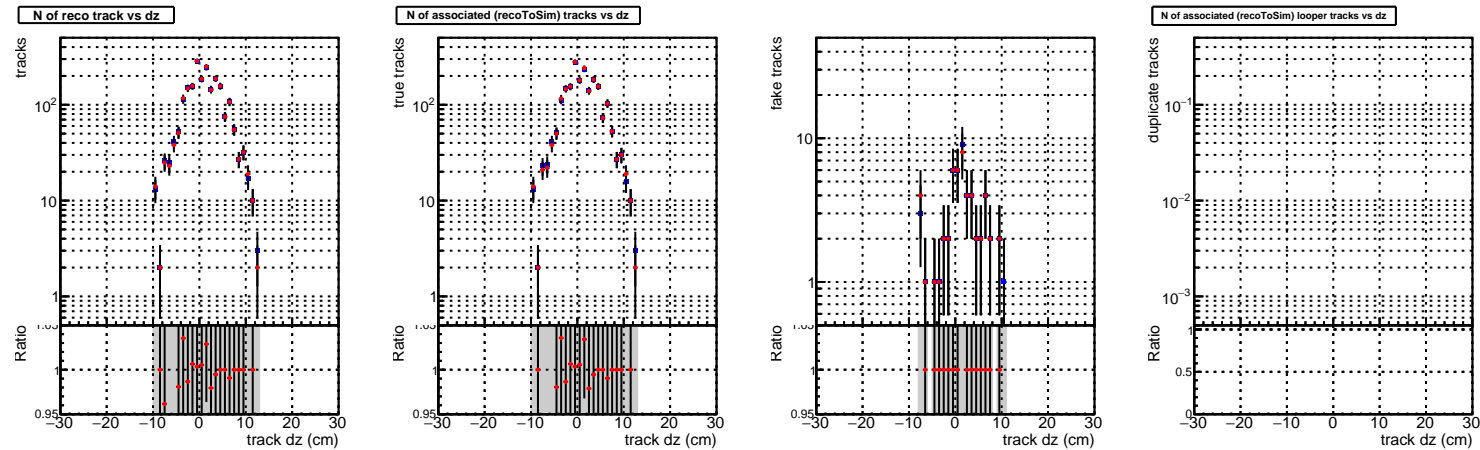 N of reco track vs dz
tracks
10²
10
1
Ratio
1
0.95
−30 −20 −10 0 10 20 30
track dz (cm)
N of associated (recoToSim) tracks vs dz
true tracks
10²
10
1
Ratio
1
0.95
−30 −20 −10 0 10 20 30
track dz (cm)
fake tracks
10
1
Ratio
1
0.95
−30 −20 −10 0 10 20 30
track dz (cm)
N of associated (recoToSim) looper tracks vs dz
duplicate tracks
10⁻¹
10⁻²
10⁻³
Ratio
1
0.5
0
−30 −20 −10 0 10 20 30
track dz (cm)